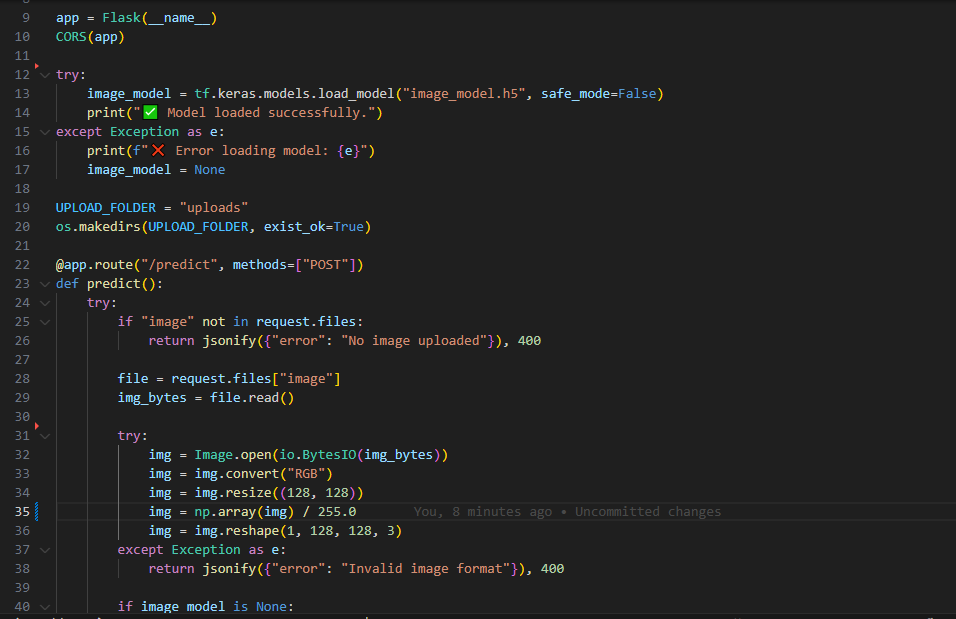 9 app = Flask(__name__)
10 CORS(app)
11
12 try:
13 image_model = tf.keras.models.load_model("image_model.h5", safe_mode=False)
14 print("✅ Model loaded successfully.")
15 except Exception as e:
16 print(f"❌ Error loading model: {e}")
17 image_model = None
18
19 UPLOAD_FOLDER = "uploads"
20 os.makedirs(UPLOAD_FOLDER, exist_ok=True)
21
22 @app.route("/predict", methods=["POST"])
23 def predict():
24 try:
25 if "image" not in request.files:
26 return jsonify({"error": "No image uploaded"}), 400
27
28 file = request.files["image"]
29 img_bytes = file.read()
30
31 try:
32 img = Image.open(io.BytesIO(img_bytes))
33 img = img.convert("RGB")
34 img = img.resize((128, 128))
35 img = np.array(img) / 255.0 You, 8 minutes ago • Uncommitted changes
36 img = img.reshape(1, 128, 128, 3)
37 except Exception as e:
38 return jsonify({"error": "Invalid image format"}), 400
39
40 if image_model is None: